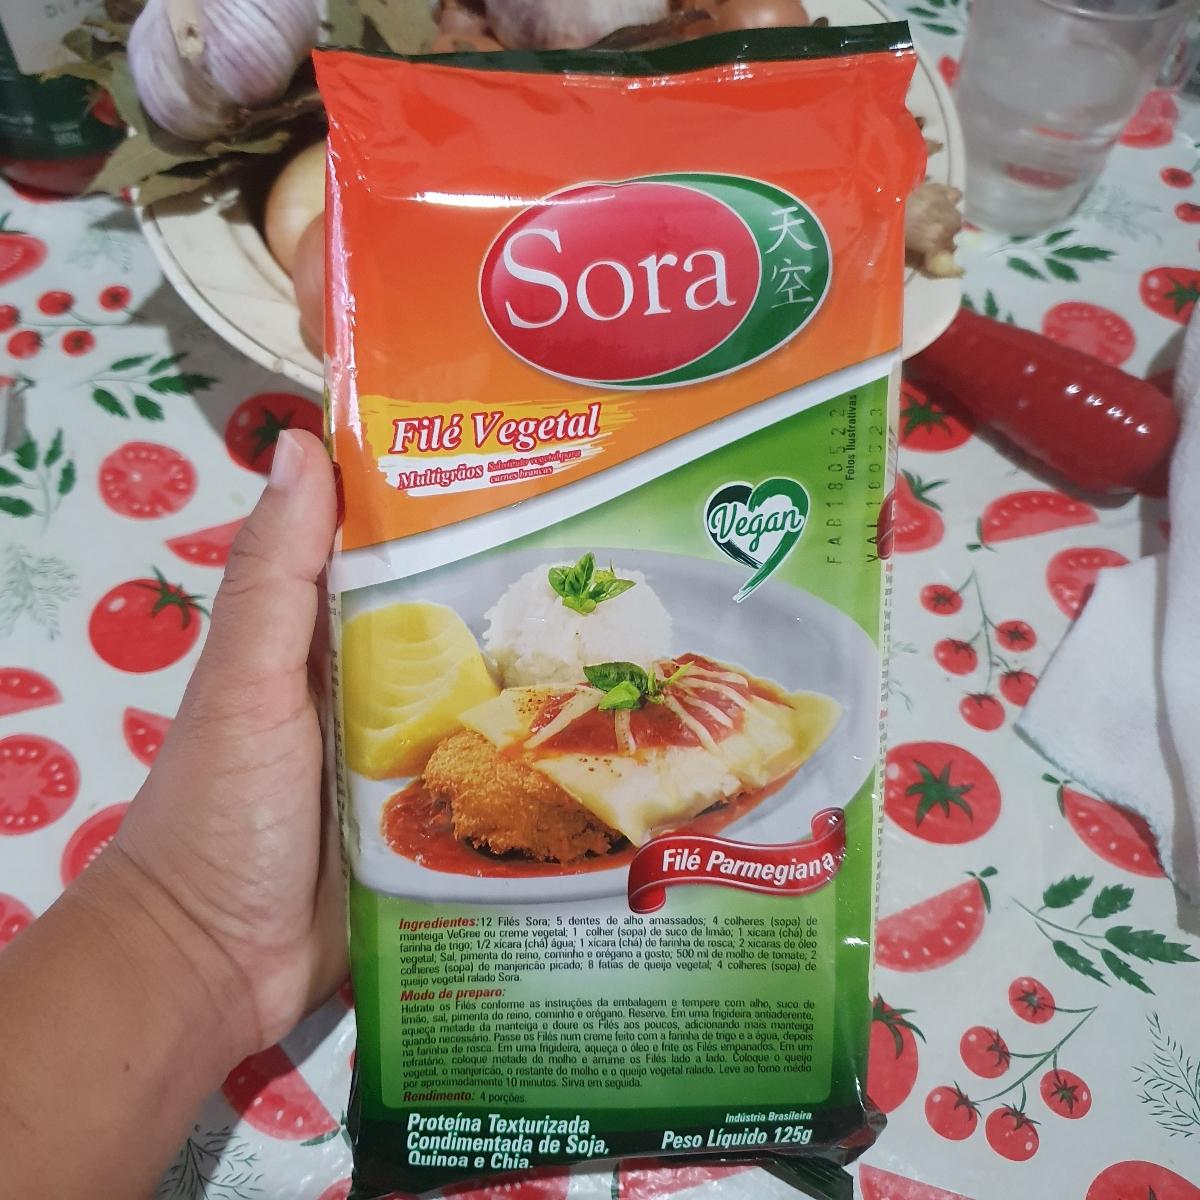 Sora
天
空
Filé Vegetal
Multigrãos
Substituto vegetal para
carnes brancas
Vegan
FAB180522
VAL 100323
Fotos Ilustrativas
Filé Parmegiana
Ingredientes: 12 Filés Sora; 5 dentes de alho amassados; 4 colheres (sopa) de
manteiga VeGree ou creme vegetal; 1 colher (sopa) de suco de limão; 1 xicara (chá) de
farinha de trigo; 1/2 xicara (chá) água; 1 xicara (chá) de farinha de rosca; 2 xicaras de óleo
vegetal; Sal, pimenta do reino, cominho e orégano a gosto; 500 ml de molho de tomate; 2
colheres (sopa) de manjericão picado; 8 fatias de queijo vegetal; 4 colheres (sopa) de
queijo vegetal ralado Sora.
Modo de preparo:
Hidrate os Filés conforme as instruções da embalagem e tempere com alho, suco de
limão, sal, pimenta do reino, cominho e orégano. Reserve. Em uma frigideira antiaderente,
aqueça metade da manteiga e doure os Filés aos poucos, adicionando mais manteiga
quando necessário. Passe os Filés num creme feito com a farinha de trigo e a água, depois
na farinha de rosca. Em uma frigideira, aqueça o óleo e frite os Filés empanados. Em um
refratário, coloque metade do molho e arrume os Filés lado a lado. Coloque o queijo
vegetal, o manjericão, o restante do molho e o queijo vegetal ralado. Leve ao forno médio
por aproximadamente 10 minutos. Sirva em seguida.
Rendimento: 4 porções.
Proteína Texturizada
Condimentada de Soja,
Quinoa e Chia.
Indústria Brasileira
Peso Líquido 125g